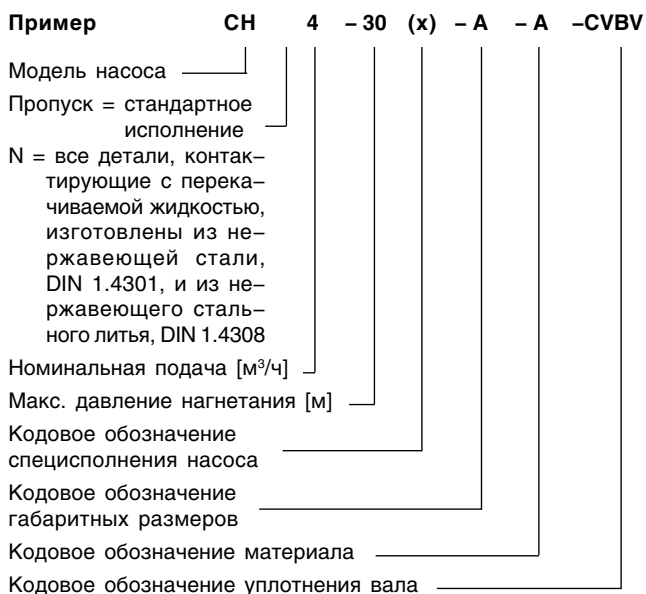 Пример CH 4 – 30 (x) – A – A –CVBV
Модель насоса
Пропуск = стандартное
исполнение
N = все детали, контак–
тирующие с перека–
чиваемой жидкостью,
изготовлены из не–
ржавеющей стали,
DIN 1.4301, и из не–
ржавеющего сталь–
ного литья, DIN 1.4308
Номинальная подача [м³/ч]
Макс. давление нагнетания [м]
Кодовое обозначение
специсполнения насоса
Кодовое обозначение
габаритных размеров
Кодовое обозначение материала
Кодовое обозначение уплотнения вала